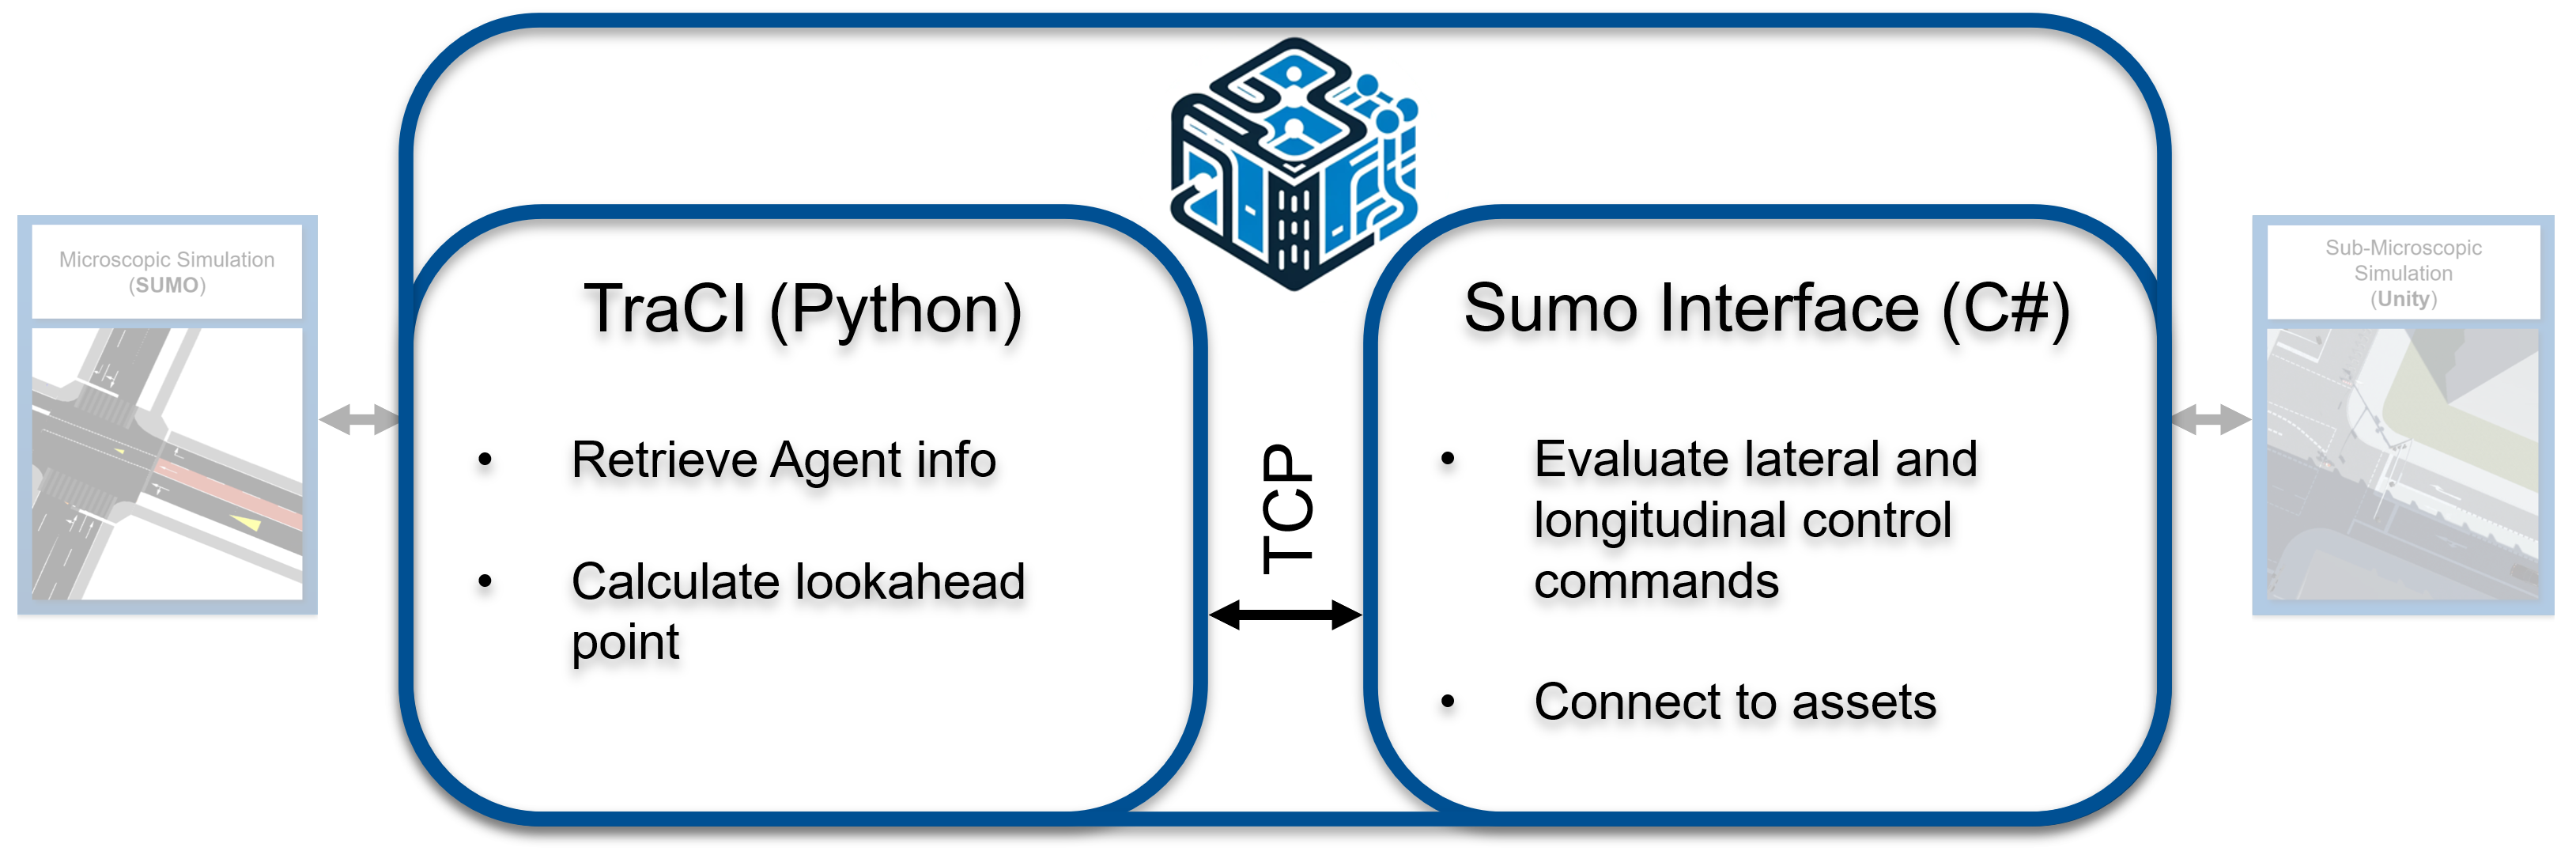 Microscopic Simulation
(SUMO)
TraCI (Python)
• Retrieve Agent info
• Calculate lookahead
point
TCP
Sumo Interface (C#)
• Evaluate lateral and
longitudinal control
commands
• Connect to assets
Sub-Microscopic
Simulation
(Unity)